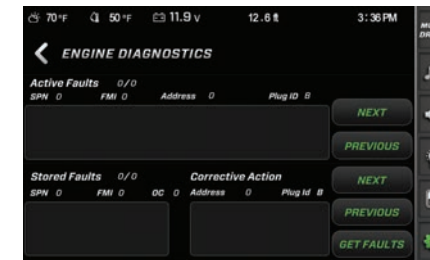 70°F 50°F 11.9 V 12.6 ft 3:36 PM
ENGINE DIAGNOSTICS
Active Faults 0/0
SPN 0 FMI 0 Address 0 Plug ID B
NEXT
PREVIOUS
Stored Faults 0/0 Corrective Action
SPN 0 FMI 0 OC 0 Address 0 Plug Id B
NEXT
PREVIOUS
GET FAULTS